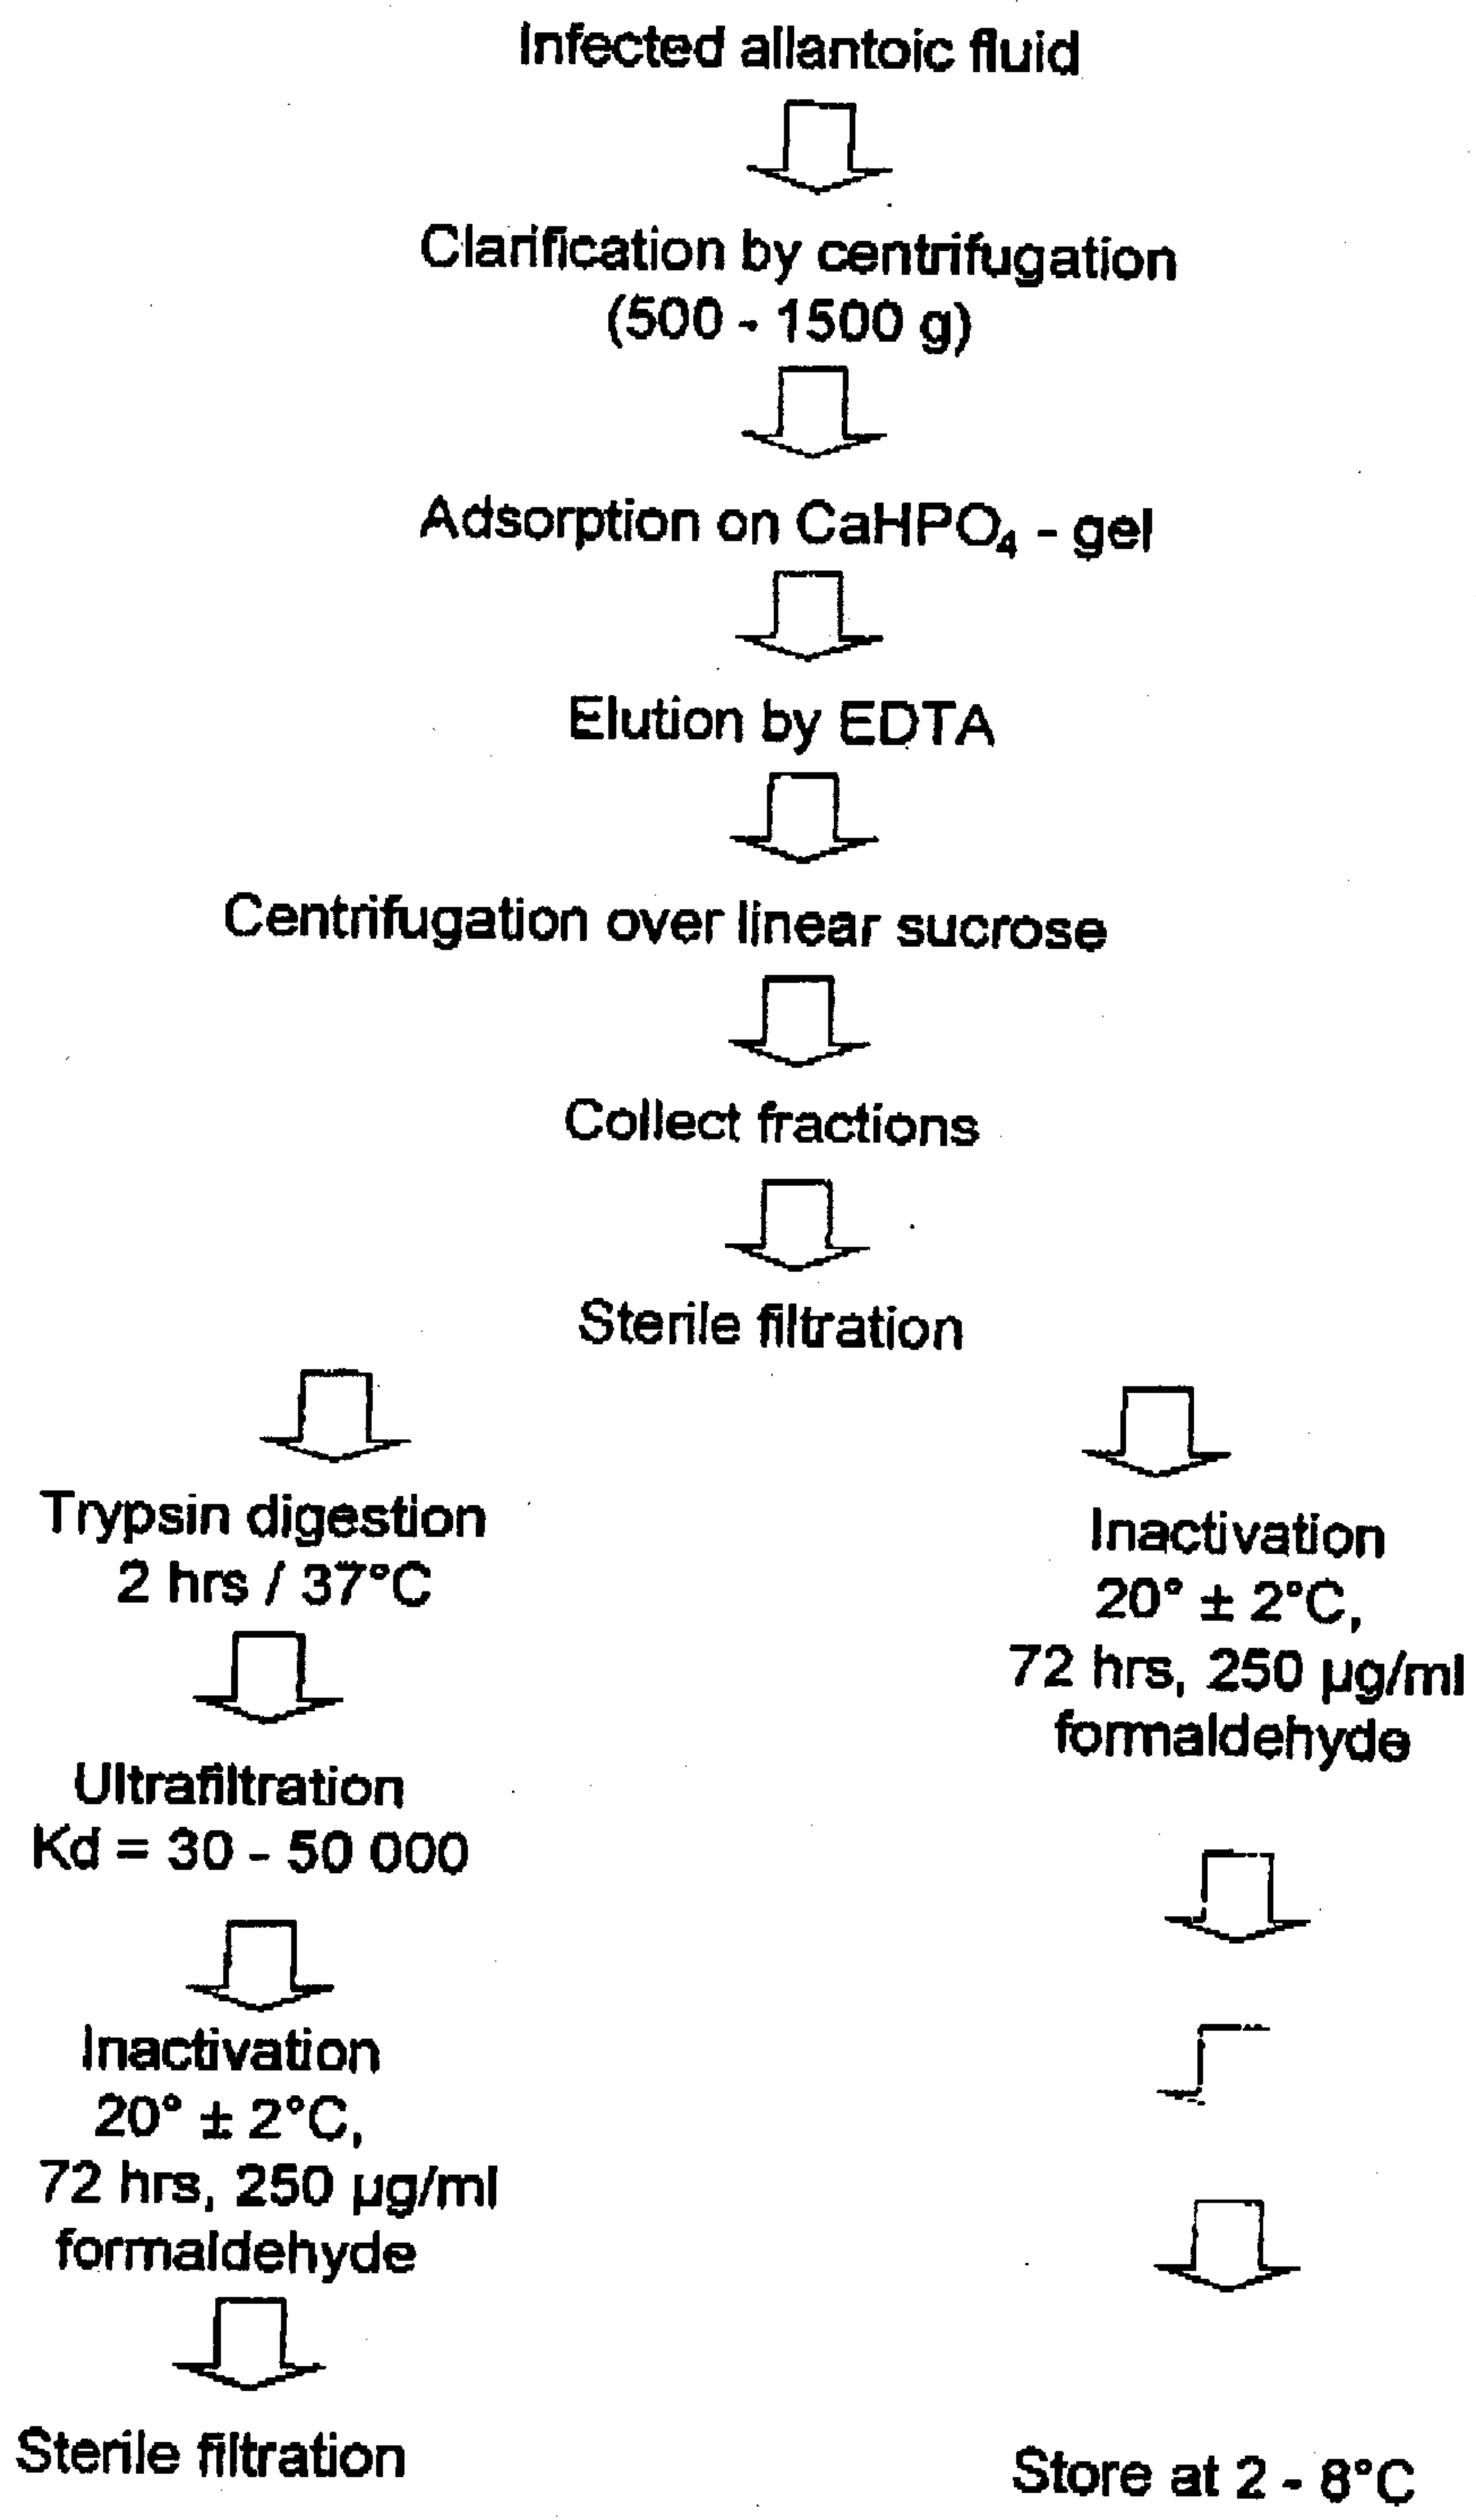 Infected allantoic fluid
Clarification by centrifugation
(500 - 1500 g)
Adsorption on CaHPO₄ - gel
Elution by EDTA
Centrifugation over linear sucrose
Collect fractions
Sterile filtration
Trypsin digestion
2 hrs / 37°C
Ultrafiltration
Kd = 30 - 50 000
Inactivation
20° ± 2°C,
72 hrs, 250 µg/ml
formaldehyde
Sterile filtration
Inactivation
20° ± 2°C,
72 hrs, 250 µg/ml
formaldehyde
Store at 2 - 8°C